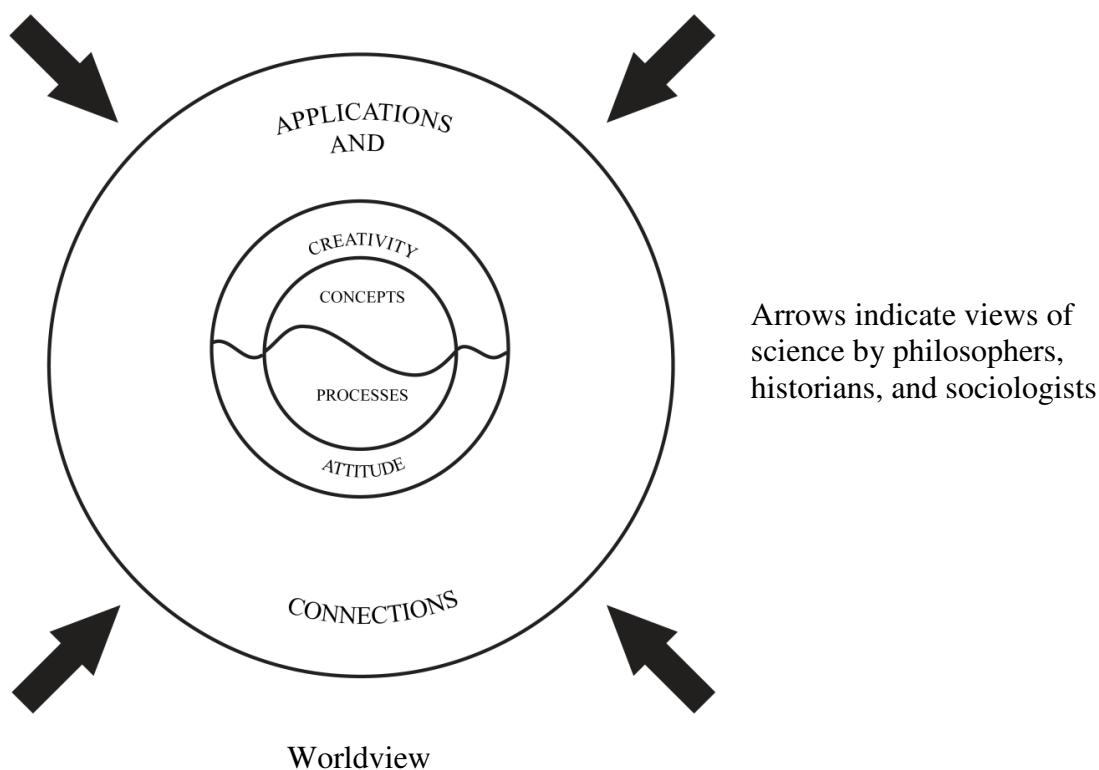 APPLICATIONS
AND
CREATIVITY
CONCEPTS
PROCESSES
ATTITUDE
CONNECTIONS
Arrows indicate views of
science by philosophers,
historians, and sociologists
Worldview